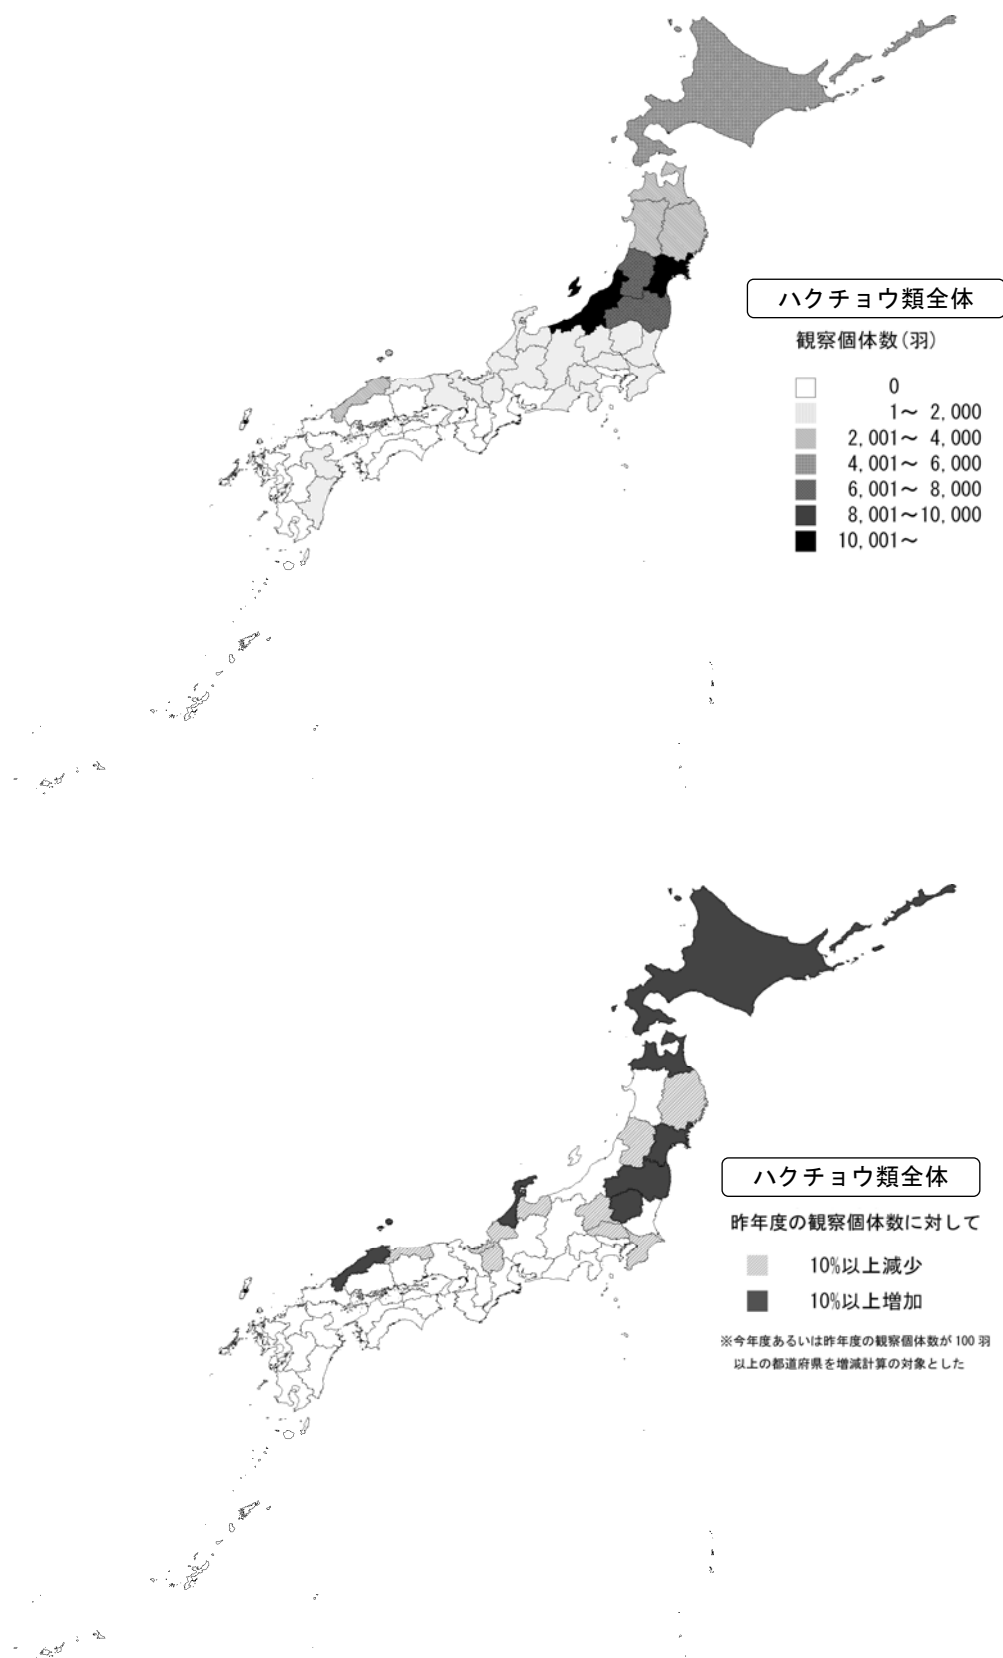 ハクチョウ類全体
観察個体数(羽)
0
1～ 2,000
2,001～ 4,000
4,001～ 6,000
6,001～ 8,000
8,001～10,000
10,001～
ハクチョウ類全体
昨年度の観察個体数に対して
10%以上減少
10%以上増加
※今年度あるいは昨年度の観察個体数が 100 羽
以上の都道府県を増減計算の対象とした